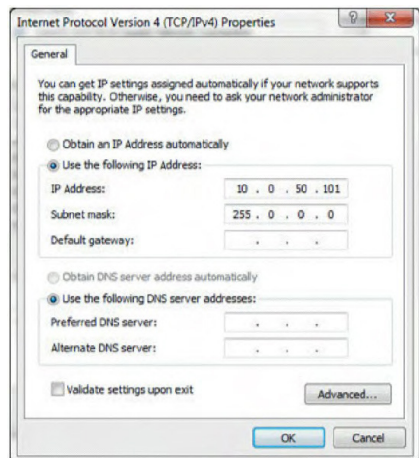 Internet Protocol Version 4 (TCP/IPv4) Properties
?
General
You can get IP settings assigned automatically if your network supports
this capability. Otherwise, you need to ask your network administrator
for the appropriate IP settings.
Obtain an IP Address automatically
Use the following IP Address:
IP Address: 10 . 0 . 50 . 101
Subnet mask: 255 . 0 . 0 . 0
Default gateway: . . .
Obtain DNS server address automatically
Use the following DNS server addresses:
Preferred DNS server: . . .
Alternate DNS server: . . .
Validate settings upon exit
Advanced...
OK Cancel